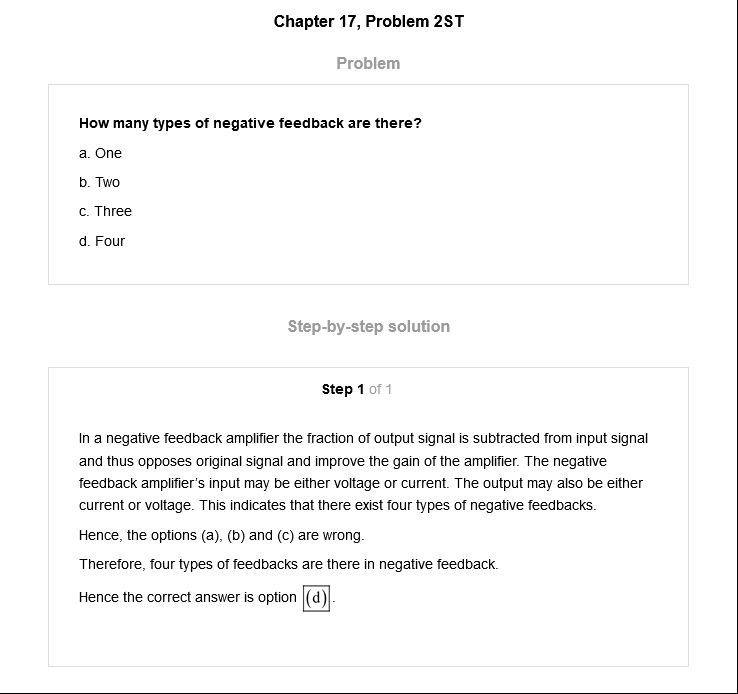 Chapter 17, Problem 2ST
Problem
How many types of negative feedback are there?
a. One
b. Two
c. Three
d. Four
Step-by-step solution
Step 1 of 1
In a negative feedback amplifier the fraction of output signal is subtracted from input signal
and thus opposes original signal and improve the gain of the amplifier. The negative
feedback amplifier's input may be either voltage or current. The output may also be either
current or voltage. This indicates that there exist four types of negative feedbacks.
Hence, the options (a), (b) and (c) are wrong.
Therefore, four types of feedbacks are there in negative feedback.
Hence the correct answer is option (d).